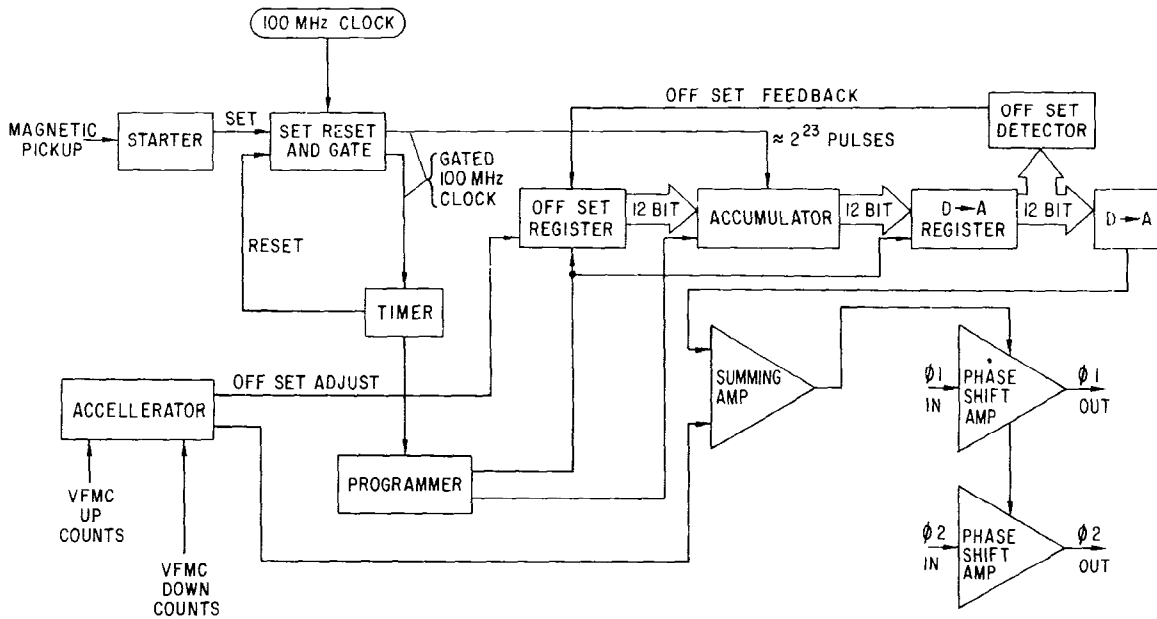 100 MHz CLOCK
MAGNETIC
PICKUP
STARTER
SET
SET RESET
AND GATE
GATED
100 MHz
CLOCK
RESET
TIMER
OFF SET FEEDBACK
≈ 2^23 PULSES
OFF SET
DETECTOR
OFF SET
REGISTER
12 BIT
ACCUMULATOR
12 BIT
D→A
REGISTER
12 BIT
D→A
OFF SET ADJUST
ACCELLERATOR
VFMC
UP
COUNTS
VFMC
DOWN
COUNTS
PROGRAMMER
SUMMING
AMP
ϕ1
IN
PHASE
SHIFT
AMP
ϕ1
OUT
ϕ2
IN
PHASE
SHIFT
AMP
ϕ2
OUT